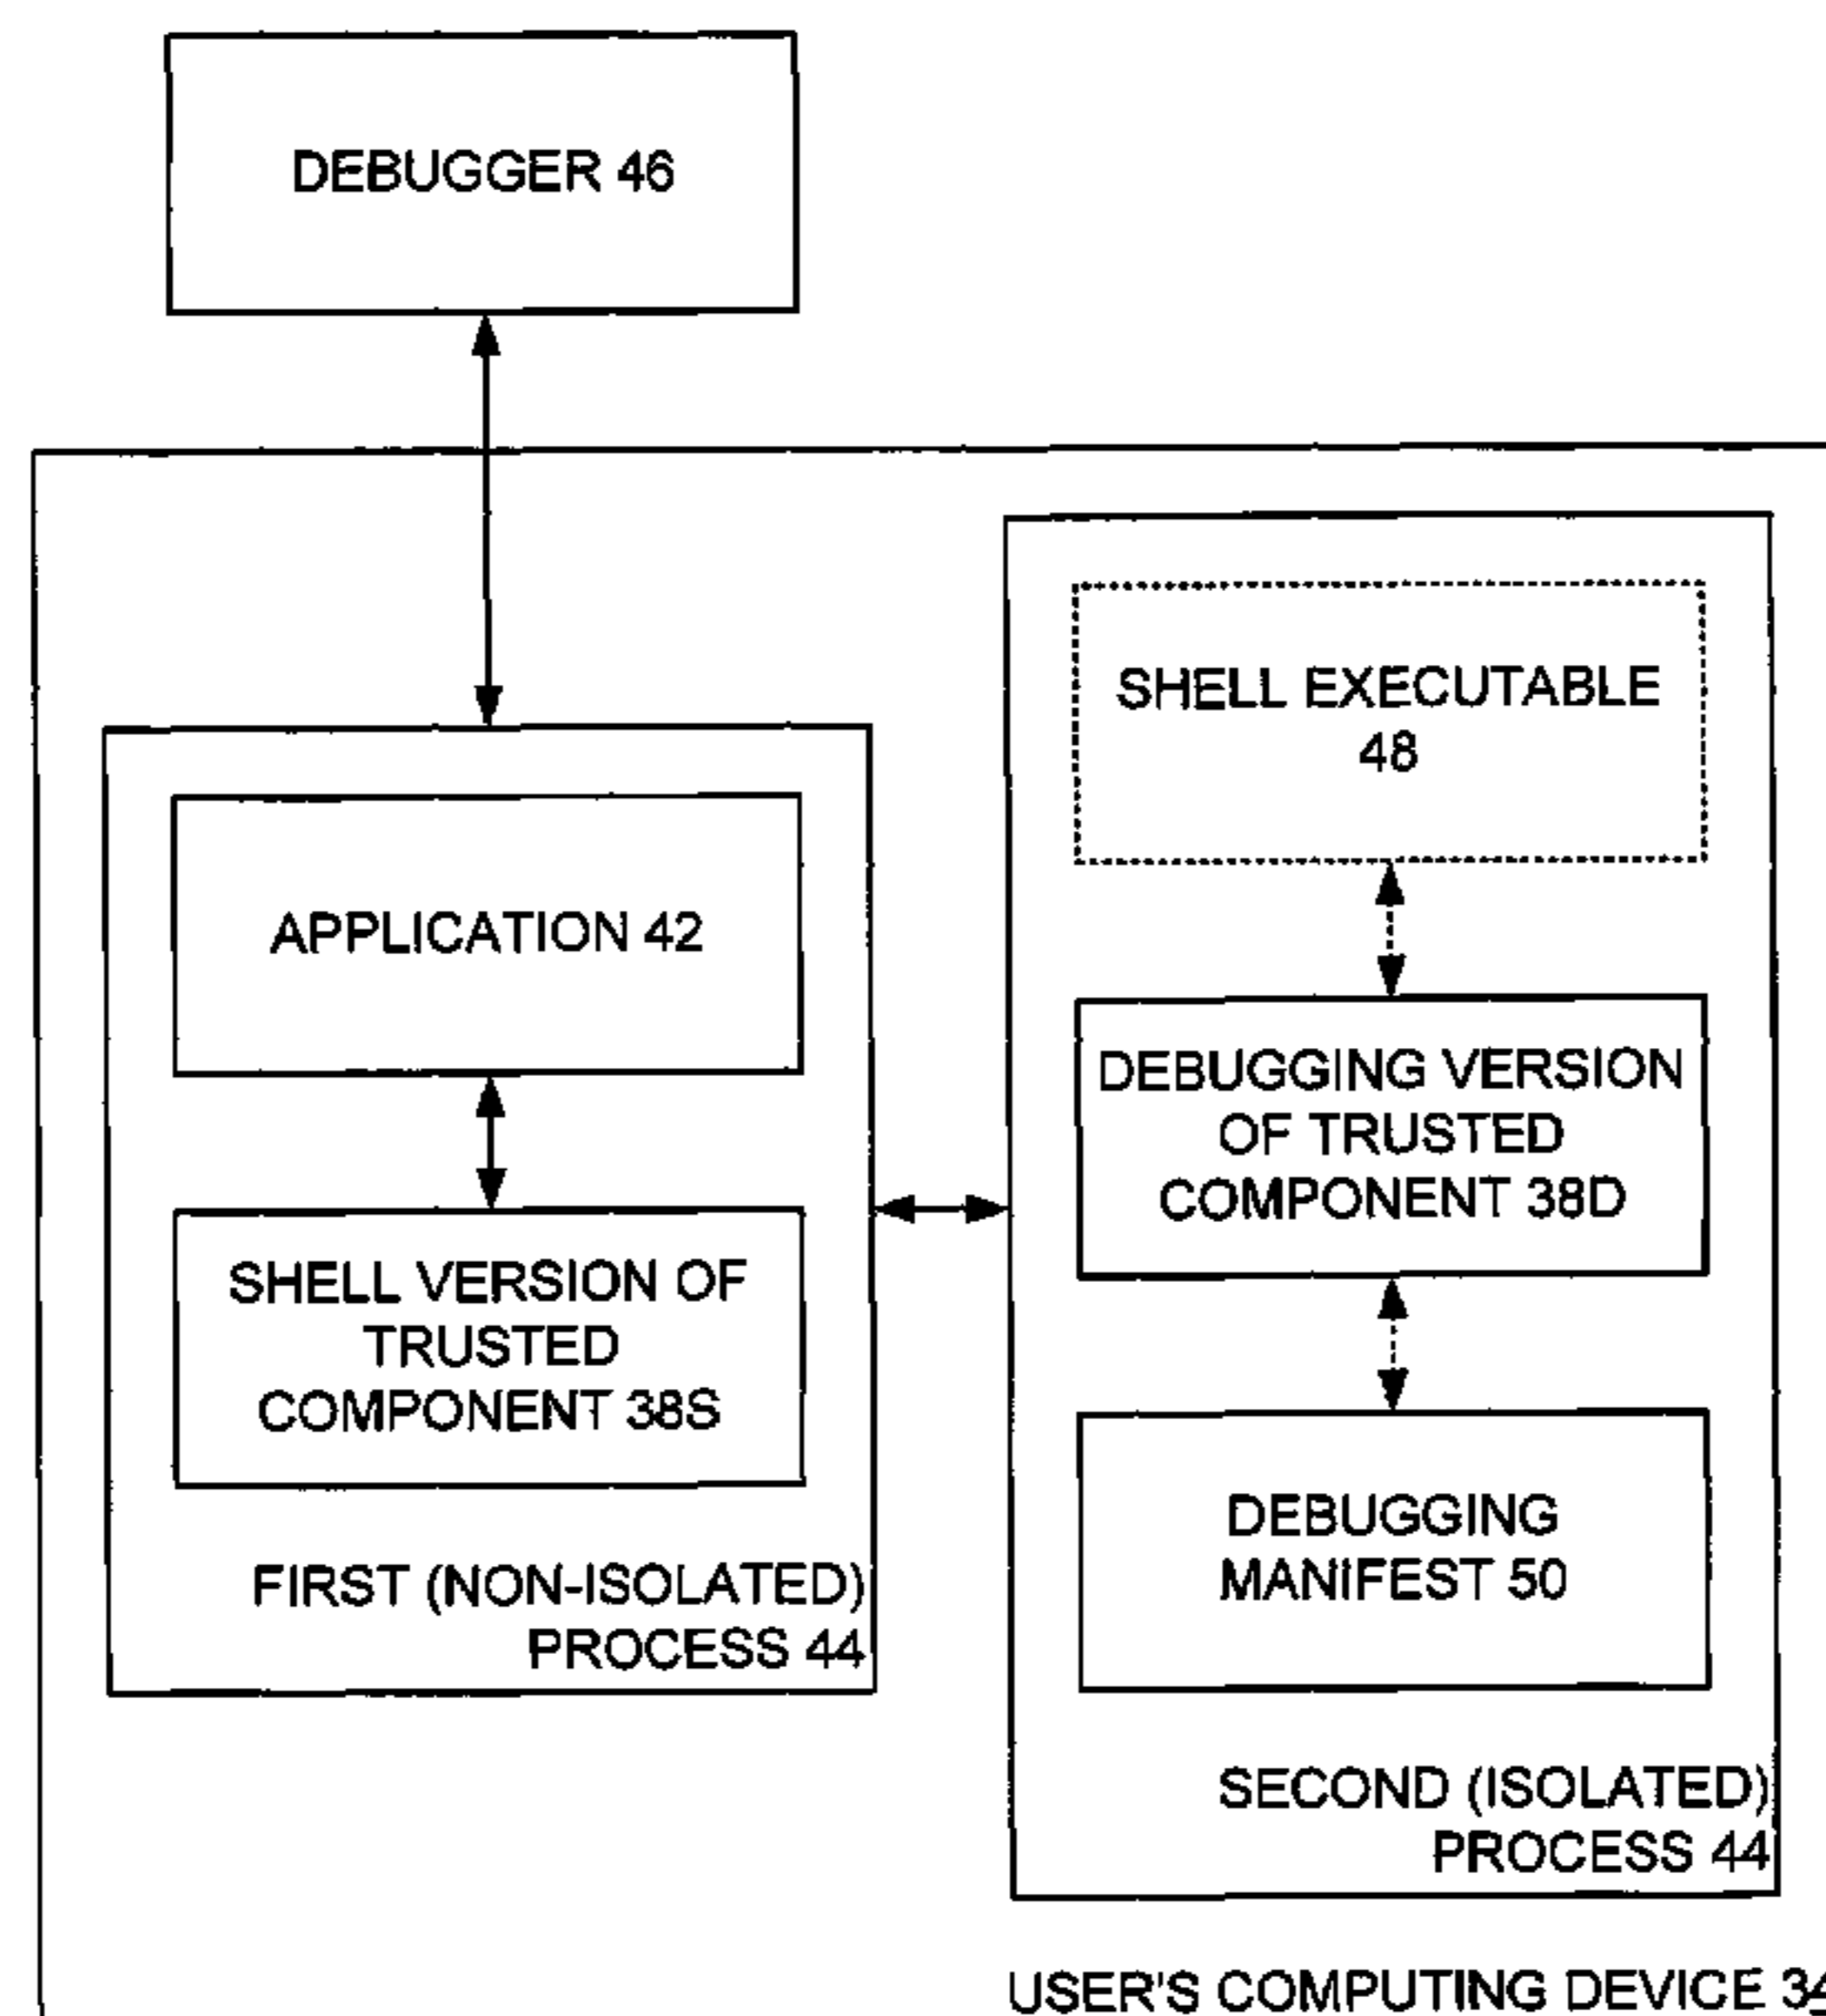 DEBUGGER 46
APPLICATION 42
SHELL VERSION OF
TRUSTED
COMPONENT 38S
FIRST (NON-ISOLATED)
PROCESS 44
SHELL EXECUTABLE
48
DEBUGGING VERSION
OF TRUSTED
COMPONENT 38D
DEBUGGING
MANIFEST 50
SECOND (ISOLATED)
PROCESS 44
USER'S COMPUTING DEVICE 34